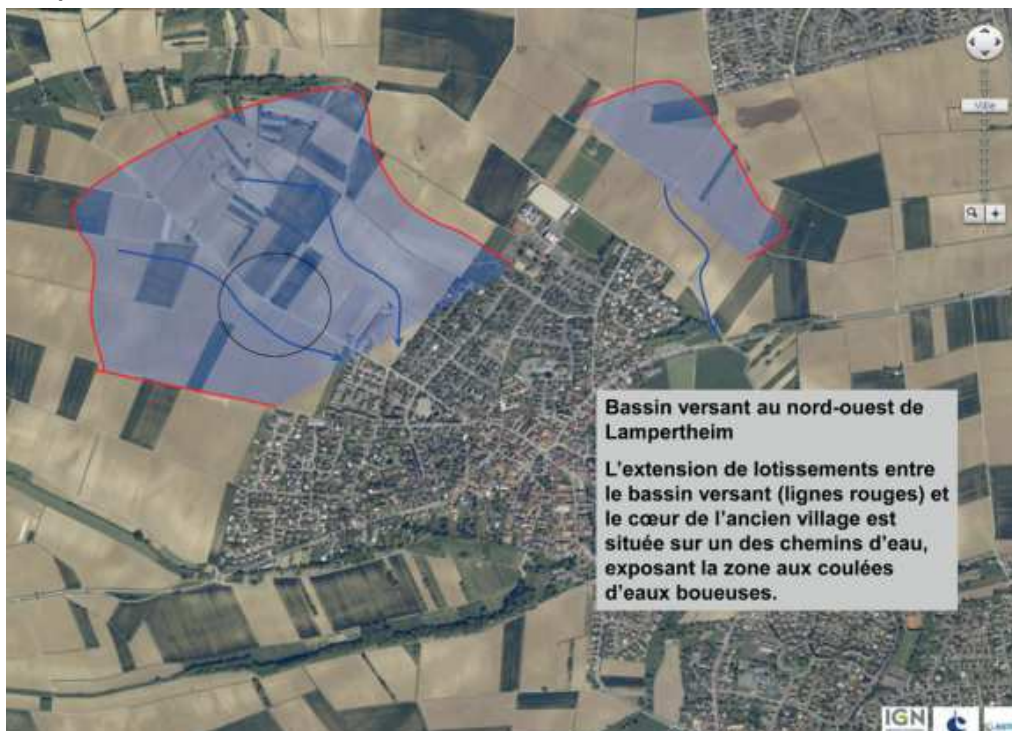 Ville
Bassin versant au nord-ouest de
Lampertheim
L'extension de lotissements entre
le bassin versant (lignes rouges) et
le cœur de l'ancien village est
située sur un des chemins d'eau,
exposant la zone aux coulées
d'eaux boueuses.
IGN